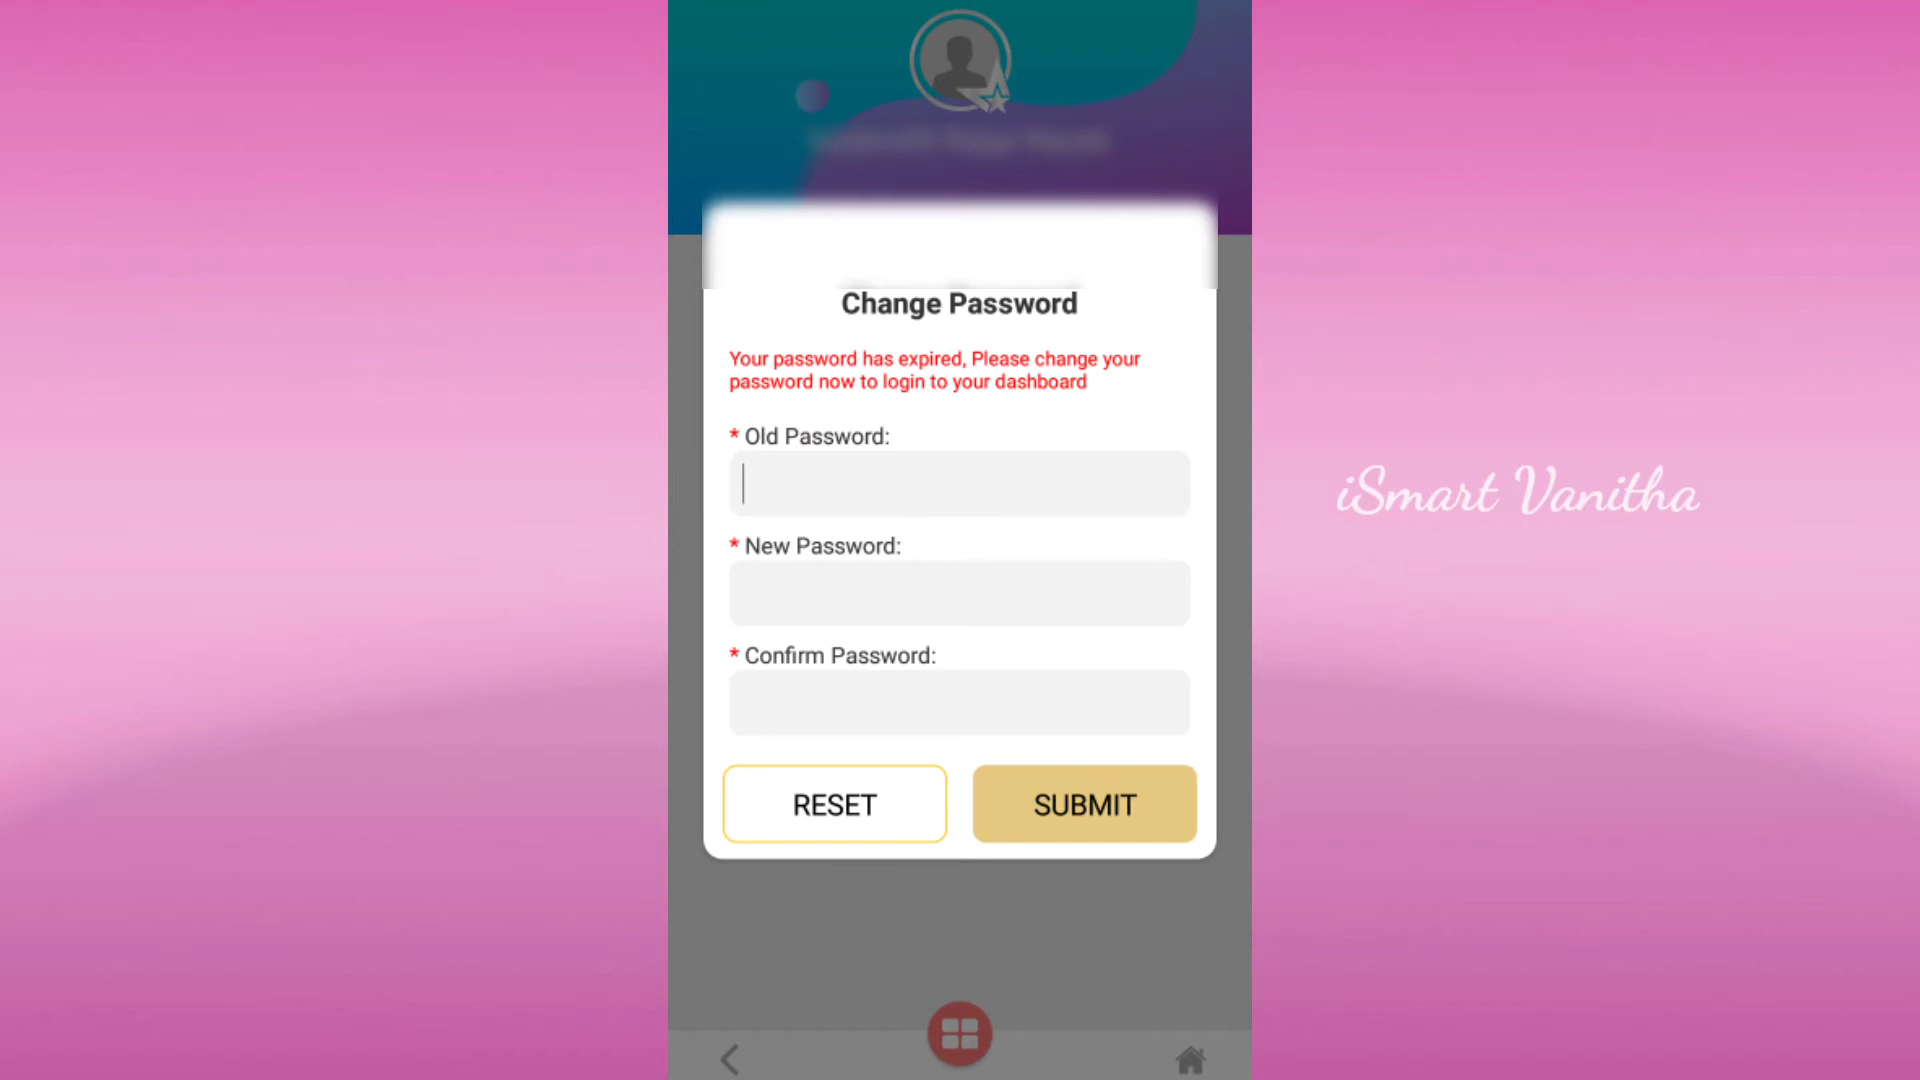 Change Password
Your password has expired, Please change your
password now to login to your dashboard
* Old Password:
* New Password:
* Confirm Password:
RESET
SUBMIT
iSmart Vanitha